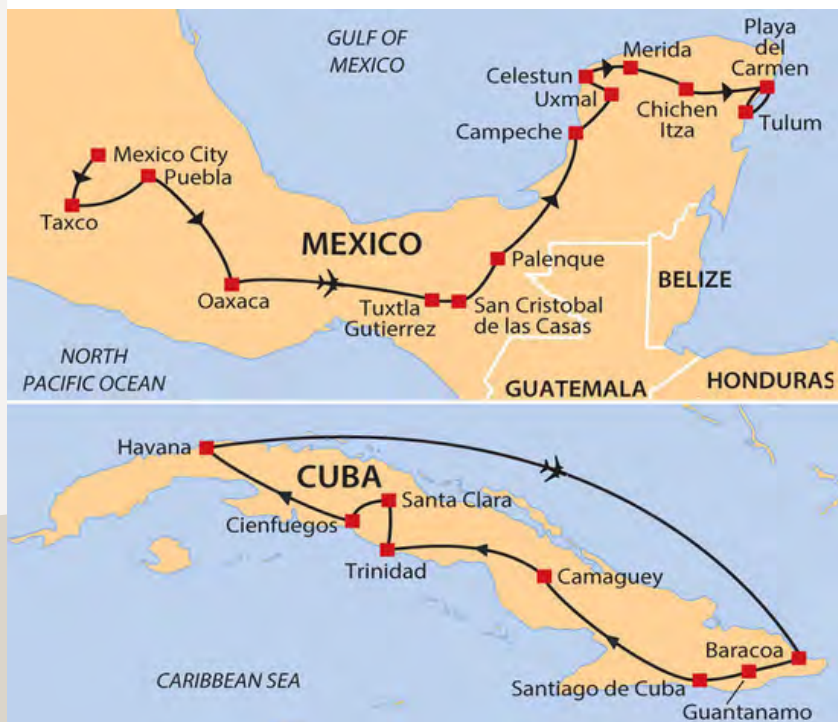 GULF OF
MEXICO
Playa
del
Carmen
Merida
Celestun
Uxmal
Chichen
Itza
Tulum
Campeche
Mexico City
Puebla
Taxco
MEXICO
Palenque
BELIZE
Oaxaca
Tuxtla
Gutierrez
San Cristobal
de las Casas
NORTH
PACIFIC OCEAN
GUATEMALA
HONDURAS
Havana
CUBA
Santa Clara
Cienfuegos
Trinidad
Camaguey
Baracoa
CARIBBEAN SEA
Santiago de Cuba
Guantanamo